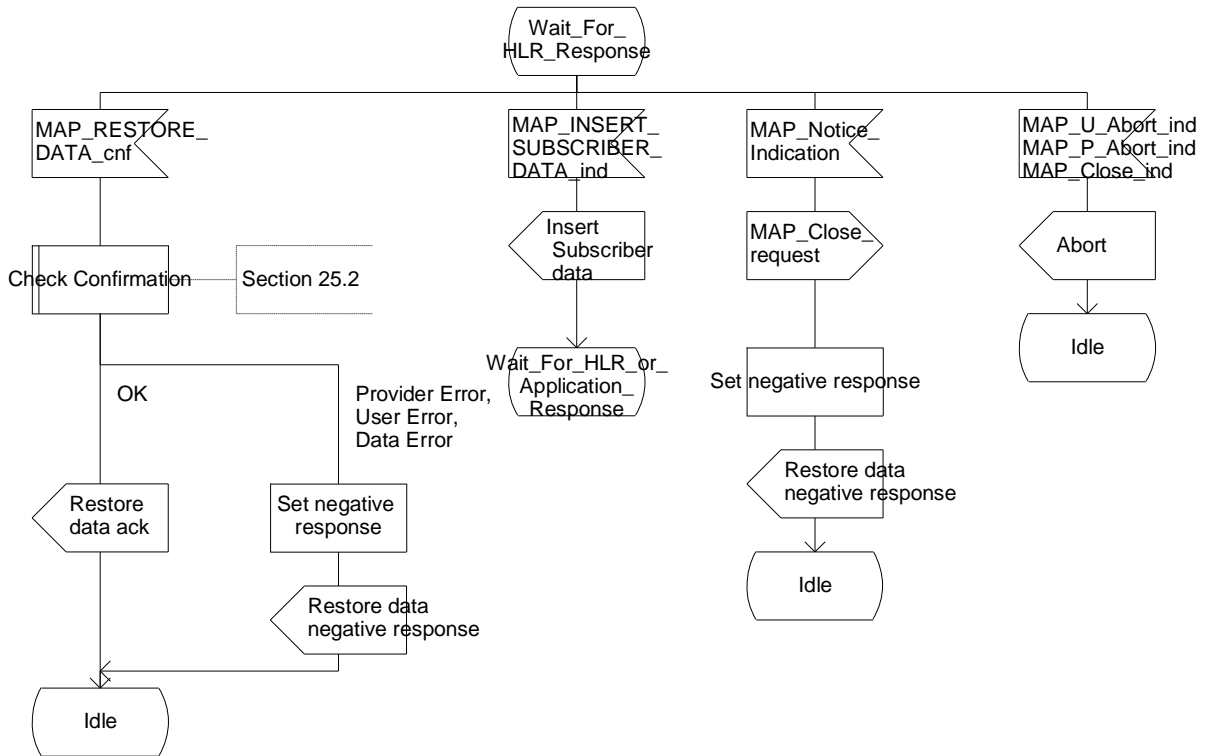 Wait_For_
HLR_Response
MAP_RESTORE_
DATA_cnf
MAP_INSERT_
SUBSCRIBER_
DATA_ind
MAP_Notice_
Indication
MAP_U_Abort_ind
MAP_P_Abort_ind
MAP_Close_ind
Insert
Subscriber
data
MAP_Close_
request
Abort
Check Confirmation
Section 25.2
Wait_For_HLR_or_
Application_
Response
Idle
Set negative response
OK
Provider Error,
User Error,
Data Error
Restore data
negative response
Restore
data ack
Set negative
response
Idle
Restore data
negative response
Idle